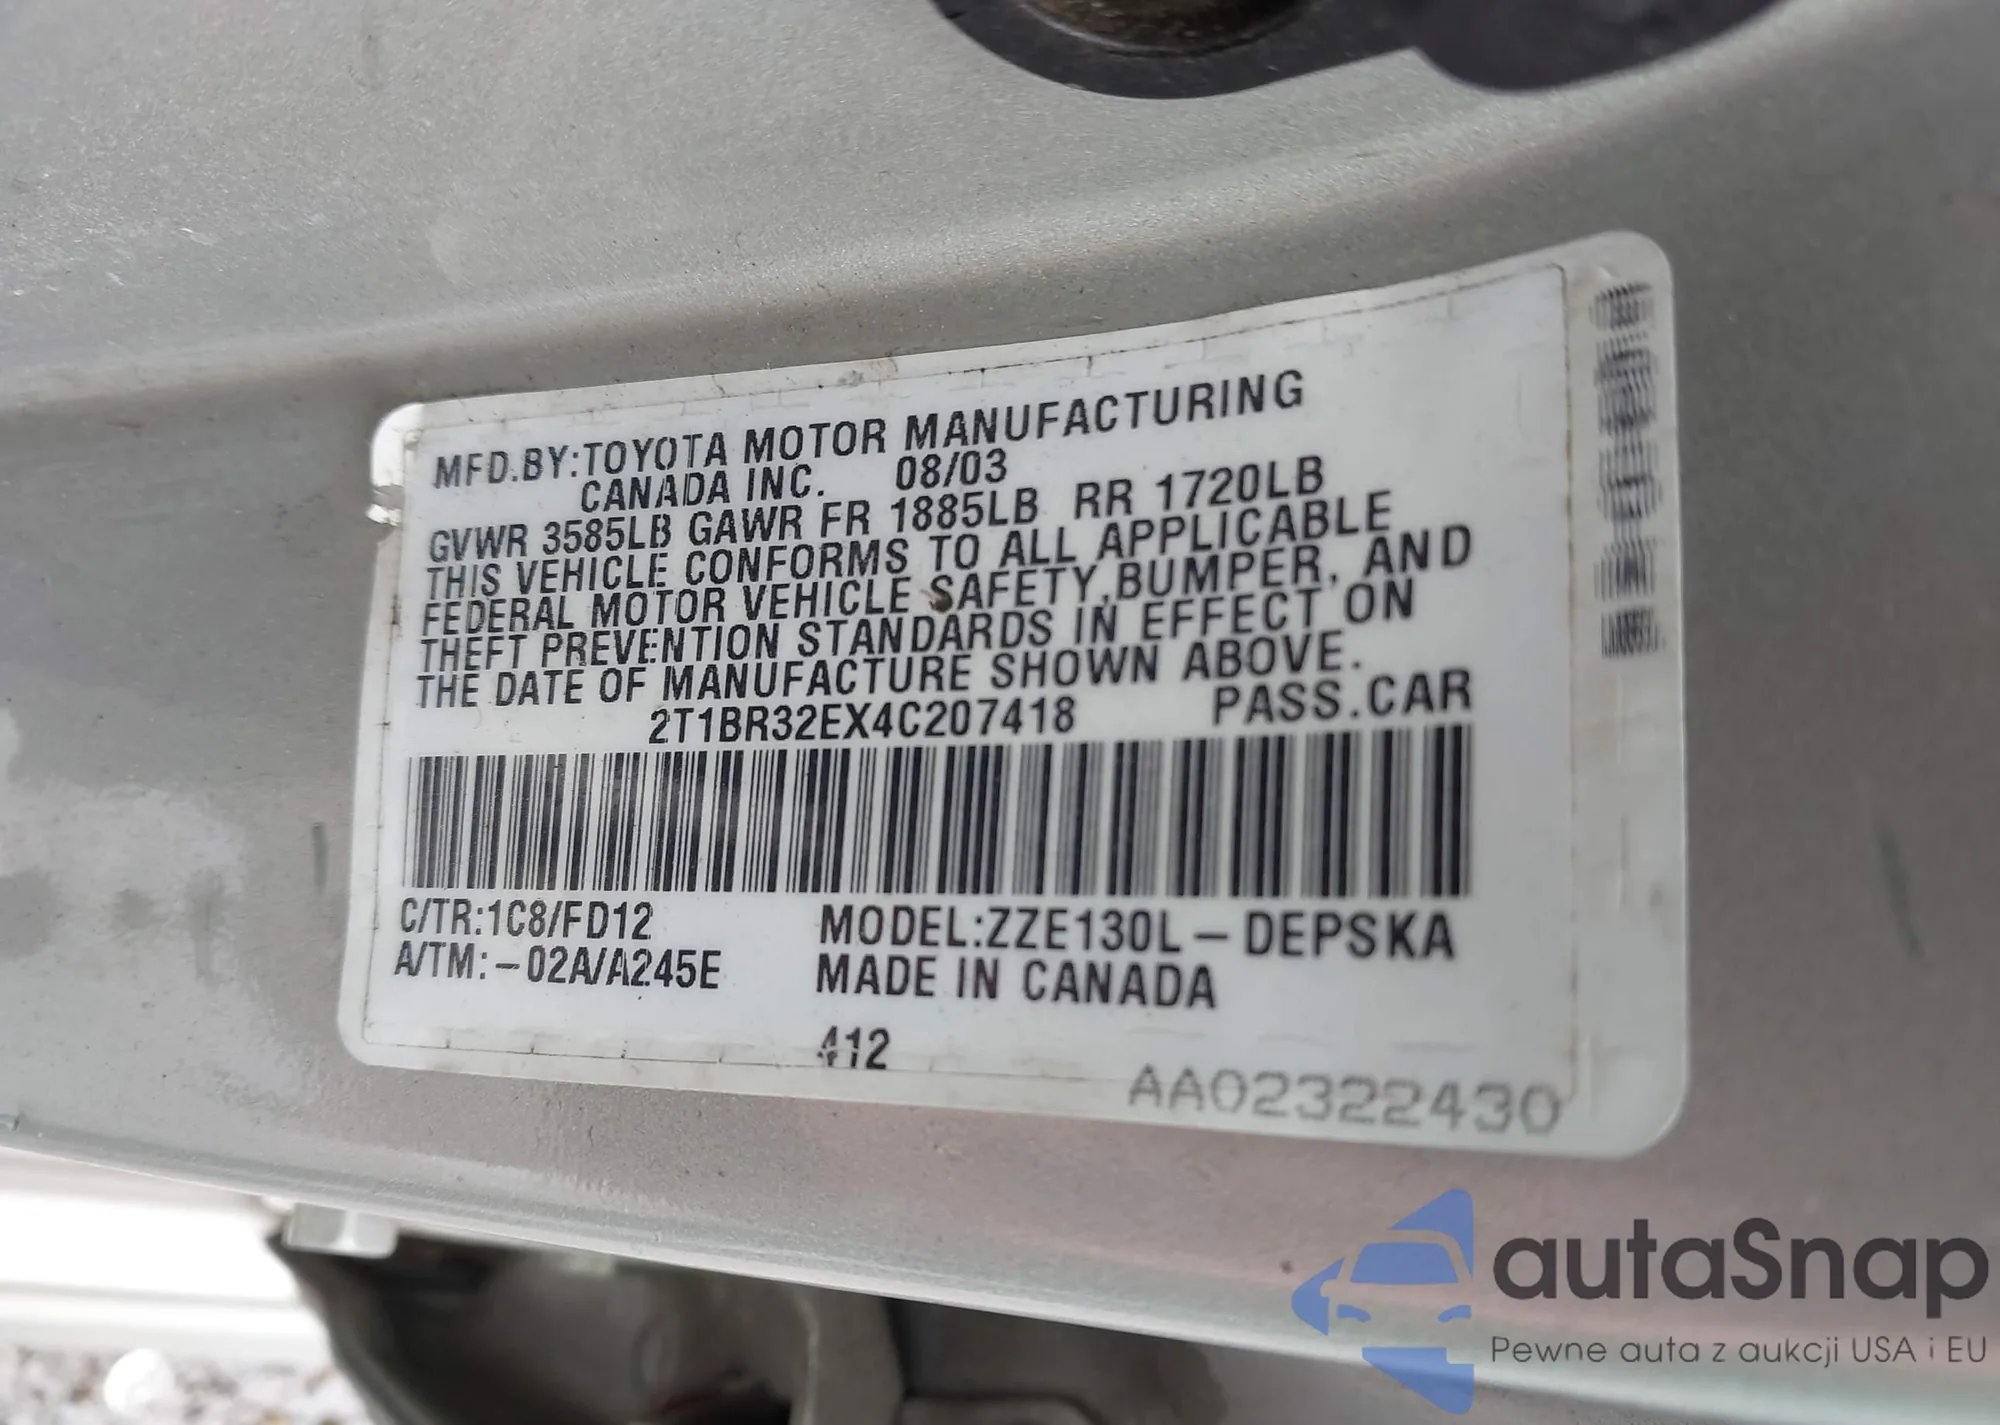 MFD.BY:TOYOTA MOTOR MANUFACTURING
CANADA INC. 08/03
GVWR 3585LB GAWR FR 1885LB RR 1720LB
THIS VEHICLE CONFORMS TO ALL APPLICABLE
FEDERAL MOTOR VEHICLE SAFETY,BUMPER, AND
THEFT PREVENTION STANDARDS IN EFFECT ON
THE DATE OF MANUFACTURE SHOWN ABOVE.
2T1BR32EX4C207418 PASS.CAR
C/TR:1C8/FD12 MODEL:ZZE130L-DEPSKA
A/TM:-02A/A245E MADE IN CANADA
412
AA02322430
autaSnap
Pewne auta z aukcji USA i EU